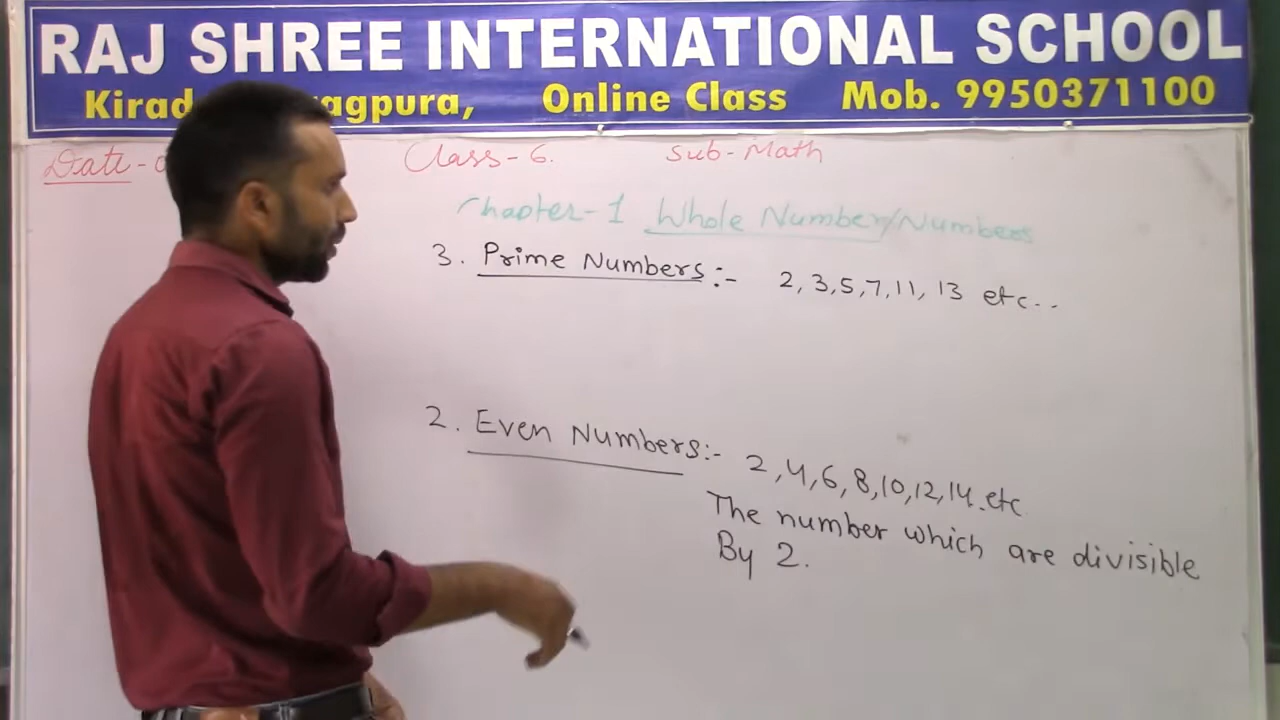 RAJ SHREE INTERNATIONAL SCHOOL
Online Class Mob. 9950371100
Date - Class - 6. Sub - Math
Chapter - 1 Whole Number/Numbers
3. Prime Numbers :- 2, 3, 5, 7, 11, 13 etc..
2. Even Numbers :- 2, 4, 6, 8, 10, 12, 14. etc
The number which are divisible
By 2.